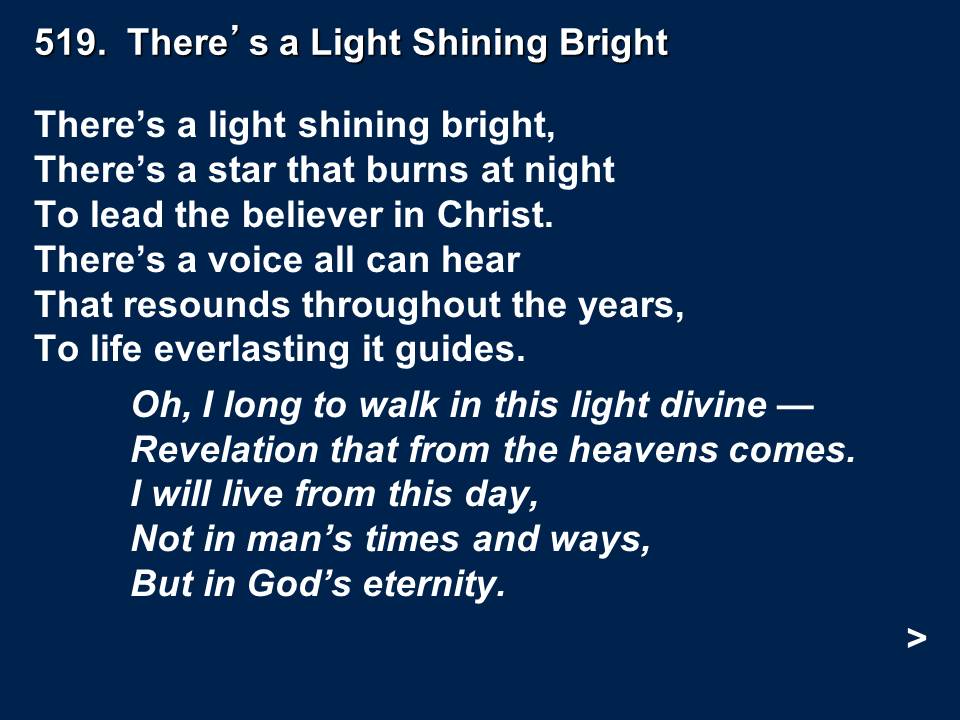 519. There’s a Light Shining Bright
There’s a light shining bright,
There’s a star that burns at night
To lead the believer in Christ.
There’s a voice all can hear
That resounds throughout the years,
To life everlasting it guides.
Oh, I long to walk in this light divine —
Revelation that from the heavens comes.
I will live from this day,
Not in man’s times and ways,
But in God’s eternity.
>